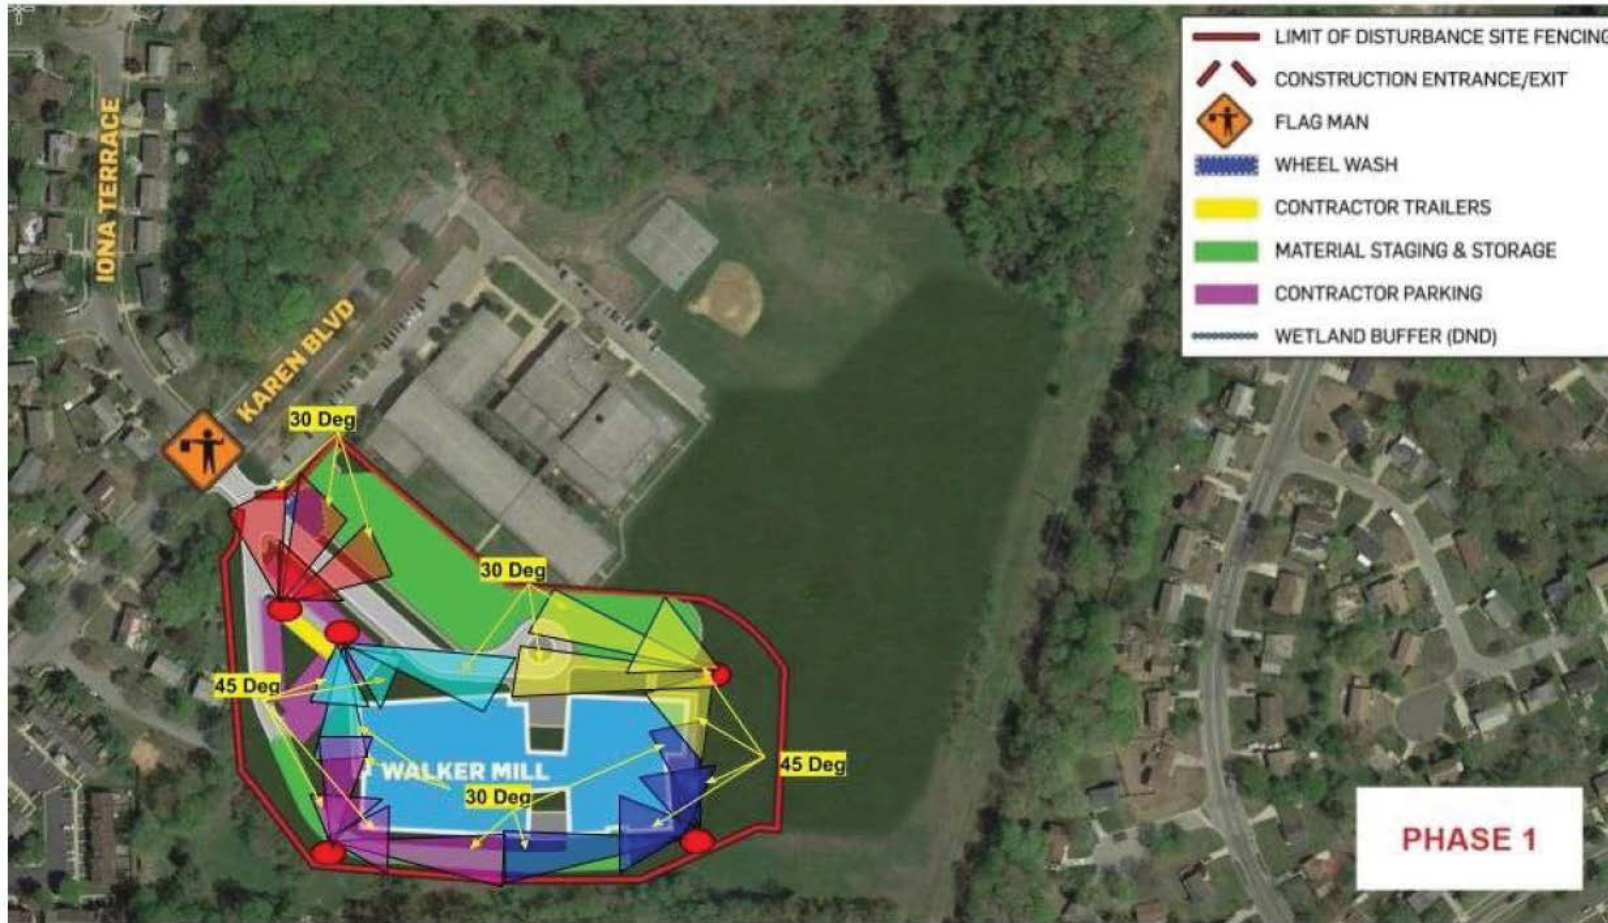 LIMIT OF DISTURBANCE SITE FENCING
CONSTRUCTION ENTRANCE/EXIT
FLAG MAN
WHEEL WASH
CONTRACTOR TRAILERS
MATERIAL STAGING & STORAGE
CONTRACTOR PARKING
WETLAND BUFFER (DND)
IONA TERRACE
KAREN BLVD
30 Deg
30 Deg
45 Deg
45 Deg
WALKER MILL
30 Deg
PHASE 1